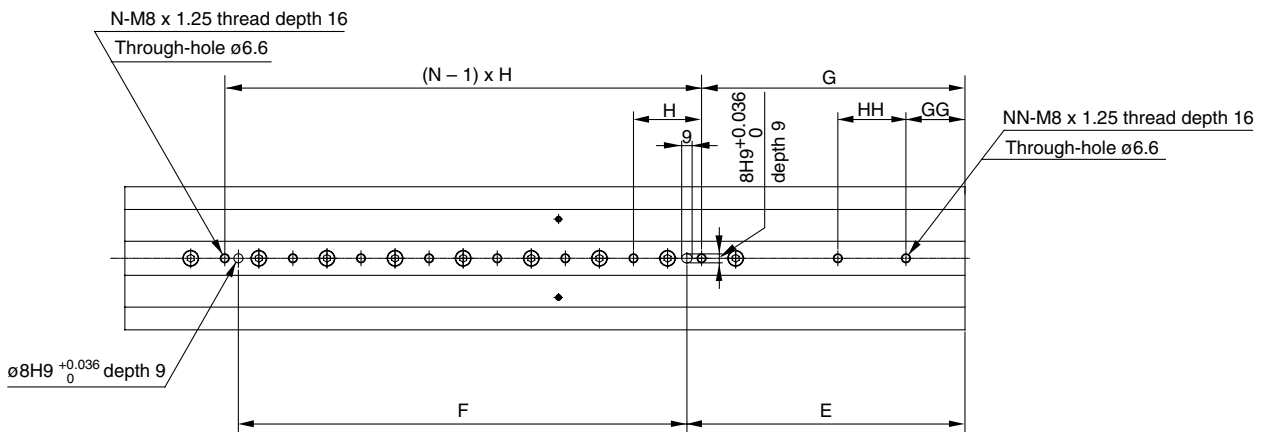 N-M8 x 1.25 thread depth 16
Through-hole ø6.6
(N – 1) x H
G
H
HH
GG
9
8H9 +0.036 0
depth 9
NN-M8 x 1.25 thread depth 16
Through-hole ø6.6
ø8H9 +0.036 0 depth 9
F
E